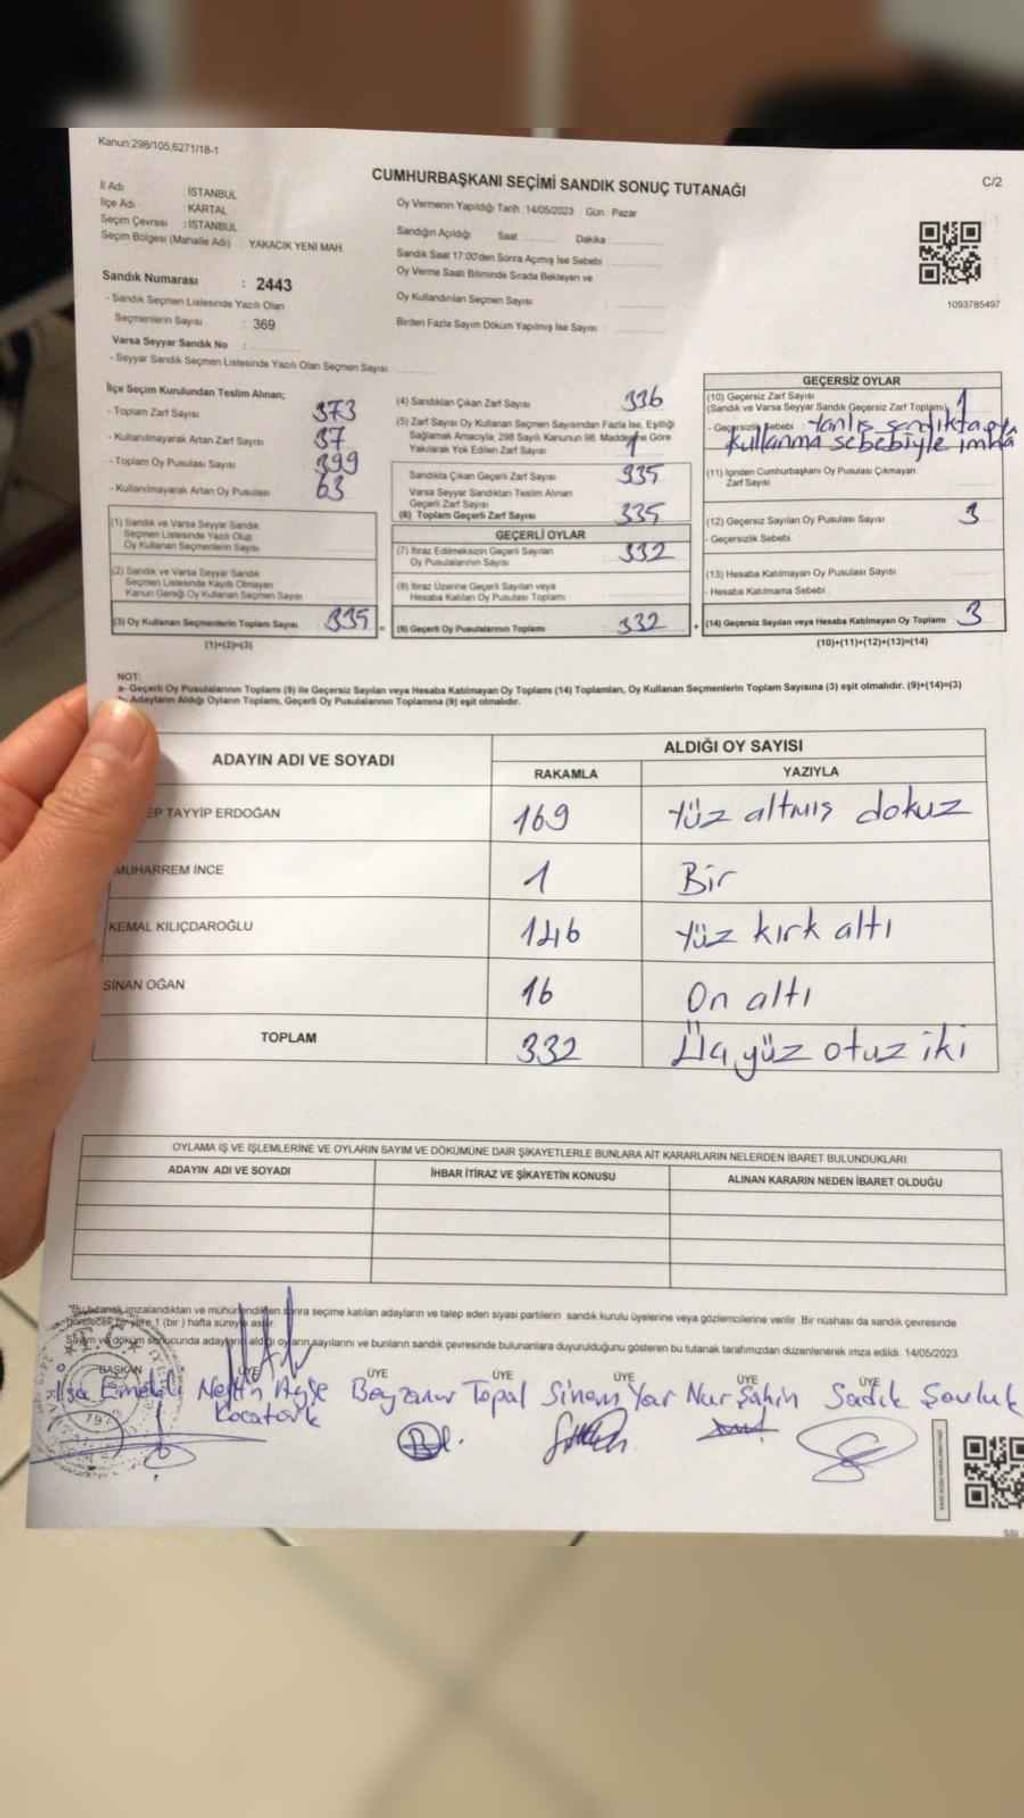 Kanun:298/105,6271/18-1
CUMHURBAŞKANI SEÇİMİ SANDIK SONUÇ TUTANAĞI
C/2
İl Adı : İSTANBUL
İlçe Adı : KARTAL
Seçim Çevresi : İSTANBUL
Seçim Bölgesi (Mahalle Adı) YAKACIK YENİ MAH.
Sandık Numarası : 2443
- Sandık Seçmen Listesinde Yazılı Olan
Seçmenlerin Sayısı : 369
Varsa Seyyar Sandık No :
- Seyyar Sandık Seçmen Listesinde Yazılı Olan Seçmen Sayısı
Oy Vermenin Yapıldığı Tarih :14/05/2023 Gün: Pazar
Sandığın Açıldığı Saat Dakika
Sandık Saat 17:00'den Sonra Açılmış İse Sebebi
Oy Verme Saati Bitiminde Sırada Bekleyen ve
Oy Kullandırılan Seçmen Sayısı
Birden Fazla Sayım Döküm Yapılmış İse Sayım
1093785497
İlçe Seçim Kurulundan Teslim Alınan;
- Toplam Zarf Sayısı 373
- Kullanılmayarak Artan Zarf Sayısı 37
- Toplam Oy Pusulası Sayısı 399
- Kullanılmayarak Artan Oy Pusulası 63
(1) Sandık ve Varsa Seyyar Sandık
Seçmen Listesinde Yazılı Olup
Oy Kullanan Seçmenlerin Sayısı
(2) Sandık ve Varsa Seyyar Sandık
Seçmen Listesinde Kayıtlı Olmayan
Kanun Gereği Oy Kullanan Seçmen Sayısı
(3) Oy Kullanan Seçmenlerin Toplam Sayısı 335
(1)+(2)=(3)
(4) Sandıktan Çıkan Zarf Sayısı 336
(5) Zarf Sayısı Oy Kullanan Seçmen Sayısından Fazla İse, Eşitliği
Sağlamak Amacıyla, 298 Sayılı Kanunun 98. Maddesine Göre
Yakılarak Yok Edilen Zarf Sayısı 1
Sandıkta Çıkan Geçerli Zarf Sayısı 335
Varsa Seyyar Sandıktan Teslim Alınan
Geçerli Zarf Sayısı
(6) Toplam Geçerli Zarf Sayısı 335
GEÇERLİ OYLAR
(7) İtiraz Edilmeksizin Geçerli Sayılan
Oy Pusulalarının Sayısı 332
(8) İtiraz Üzerine Geçerli Sayılan veya
Hesaba Katılan Oy Pusulası Toplamı
(9) Geçerli Oy Pusulalarının Toplamı 332
GEÇERSİZ OYLAR
(10) Geçersiz Zarf Sayısı
(Sandık ve Varsa Seyyar Sandık Geçersiz Zarf Toplamı) 1
- Geçersizlik Sebebi Yanlış sandıkta oy
kullanma sebebiyle imha
(11) İçinden Cumhurbaşkanı Oy Pusulası Çıkmayan
Zarf Sayısı
(12) Geçersiz Sayılan Oy Pusulası Sayısı 3
- Geçersizlik Sebebi
(13) Hesaba Katılmayan Oy Pusulası Sayısı
- Hesaba Katılmama Sebebi
(14) Geçersiz Sayılan veya Hesaba Katılmayan Oy Toplamı 3
(10)+(11)+(12)+(13)=(14)
NOT:
a- Geçerli Oy Pusulalarının Toplamı (9) ile Geçersiz Sayılan veya Hesaba Katılmayan Oy Toplamı (14) Toplamları, Oy Kullanan Seçmenlerin Toplam Sayısına (3) eşit olmalıdır. (9)+(14)=(3)
Adayların Aldığı Oyların Toplamı, Geçerli Oy Pusulalarının Toplamına (9) eşit olmalıdır.
ADAYIN ADI VE SOYADI
ALDIĞI OY SAYISI
RAKAMLA YAZIYLA
EP TAYYİP ERDOĞAN 169 Yüz altmış dokuz
MUHARREM İNCE 1 Bir
KEMAL KILIÇDAROĞLU 146 Yüz kırk altı
SİNAN OĞAN 16 On altı
TOPLAM 332 Üç yüz otuz iki
OYLAMA İŞ VE İŞLEMLERİNE VE OYLARIN SAYIM VE DÖKÜMÜNE DAİR ŞİKAYETLERLE BUNLARA AİT KARARLARIN NELERDEN İBARET BULUNDUKLARI
ADAYIN ADI VE SOYADI İHBAR İTİRAZ VE ŞİKAYETİN KONUSU ALINAN KARARIN NEDEN İBARET OLDUĞU
imzalandıktan ve mühürlendikten sonra seçime katılan adayların ve talep eden siyasi partilerin sandık kurulu üyelerine veya gözlemcilerine verilir. Bir nüshası da sandık çevresinde
1 (bir) hafta süreyle asılır.
Sayım ve döküm sonucunda adayların aldığı oyların sayılarını ve bunların sandık çevresinde bulunanlara duyurulduğunu gösteren bu tutanak tarafımızdan düzenlenerek imza edildi. 14/05/2023
BAŞKAN ÜYE ÜYE ÜYE ÜYE ÜYE ÜYE
Ayşe Beyzanur Topal Sinem Yar Nur Şahin Sadık
Kocatürk